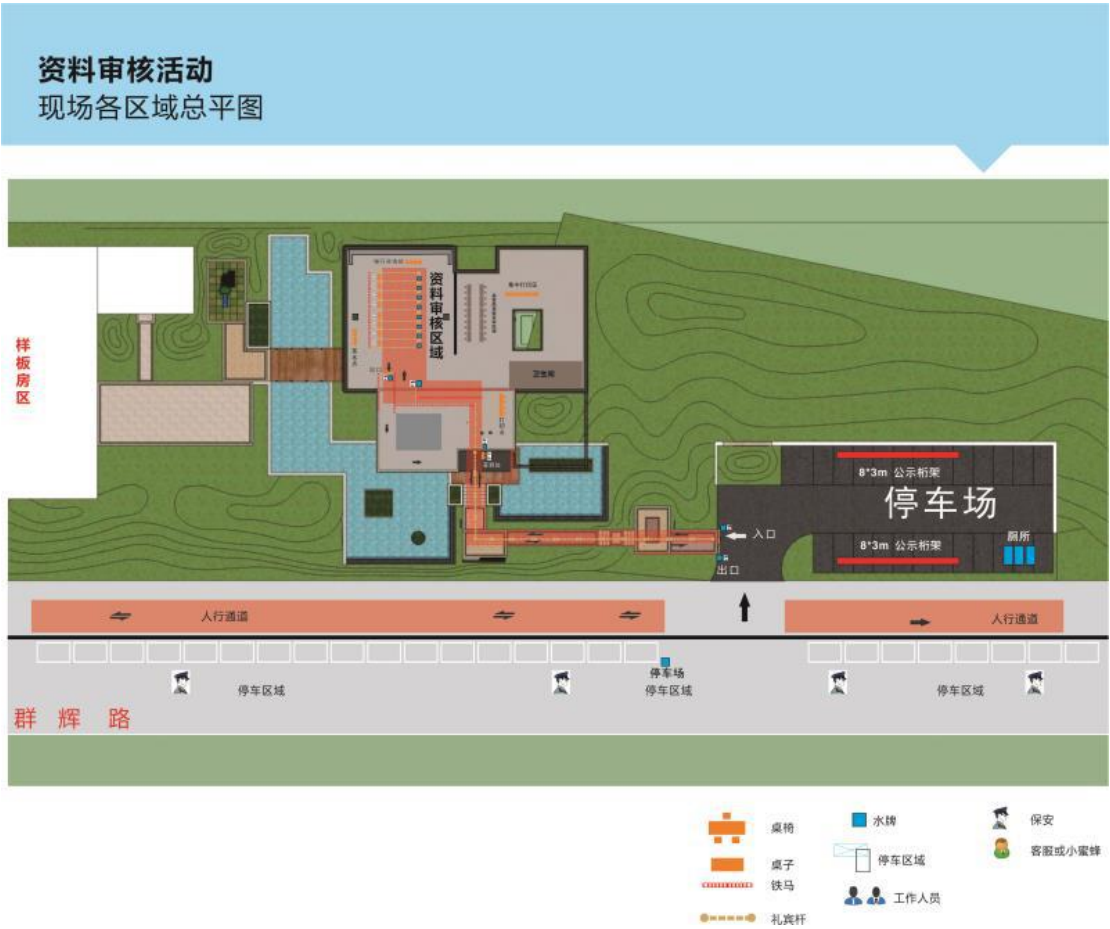 资料审核活动
现场各区域总平图
资料审核区域
集中打印区
卫生间
样板房区
8*3m 公示桁架
停车场
8*3m 公示桁架
厕所
入口
出口
人行通道
人行通道
停车场
停车区域
停车区域
停车区域
群辉路
桌椅
水牌
保安
桌子
停车区域
客服或小蜜蜂
铁马
工作人员
礼宾杆